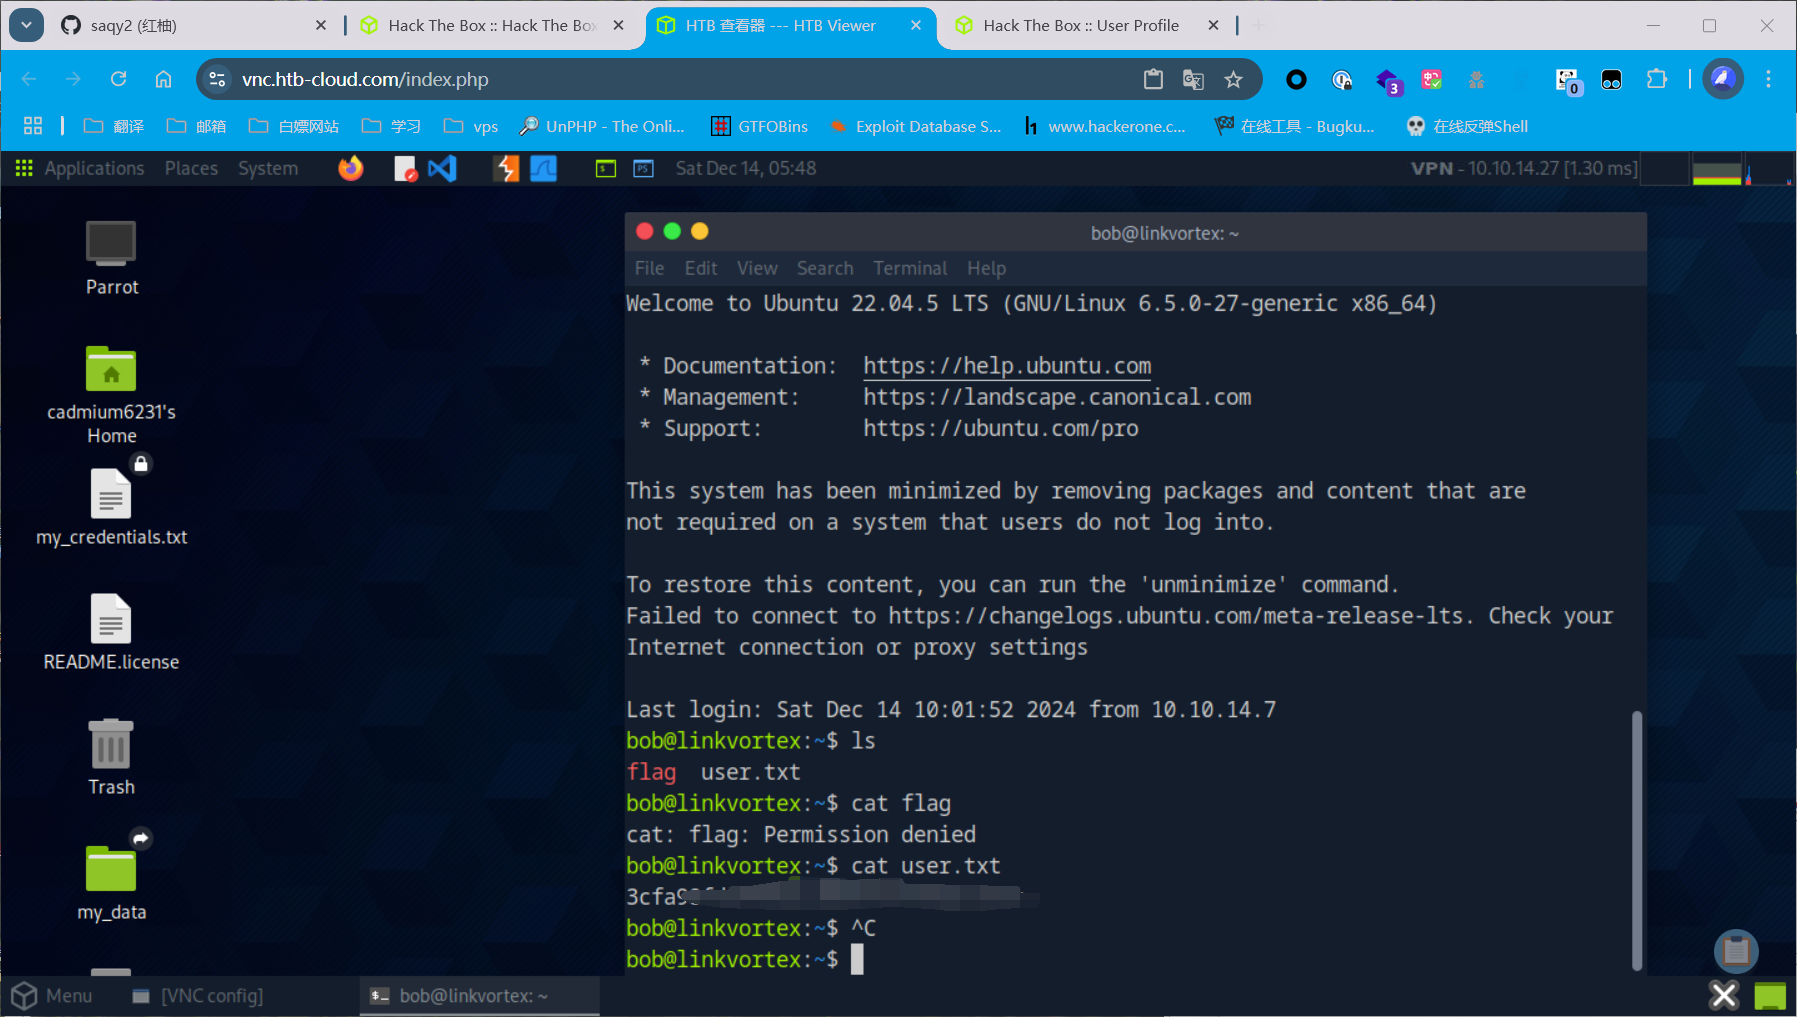 saqy2 (红柚)
Hack The Box :: Hack The Box
HTB 查看器 --- HTB Viewer
Hack The Box :: User Profile
vnc.htb-cloud.com/index.php
3
0
翻译
邮箱
白嫖网站
学习
vps
UnPHP - The Onli...
GTFOBins
Exploit Database S...
www.hackerone.c...
在线工具 - Bugku...
在线反弹Shell
Applications Places System
Sat Dec 14, 05:48
VPN - 10.10.14.27 [1.30 ms]
Parrot
cadmium6231's
Home
my_credentials.txt
README.license
Trash
my_data
bob@linkvortex: ~
File Edit View Search Terminal Help
Welcome to Ubuntu 22.04.5 LTS (GNU/Linux 6.5.0-27-generic x86_64)
* Documentation: https://help.ubuntu.com
* Management: https://landscape.canonical.com
* Support: https://ubuntu.com/pro
This system has been minimized by removing packages and content that are
not required on a system that users do not log into.
To restore this content, you can run the 'unminimize' command.
Failed to connect to https://changelogs.ubuntu.com/meta-release-lts. Check your
Internet connection or proxy settings
Last login: Sat Dec 14 10:01:52 2024 from 10.10.14.7
bob@linkvortex:~$ ls
flag user.txt
bob@linkvortex:~$ cat flag
cat: flag: Permission denied
bob@linkvortex:~$ cat user.txt
bob@linkvortex:~$ ^C
bob@linkvortex:~$
Menu
[VNC config]
bob@linkvortex: ~